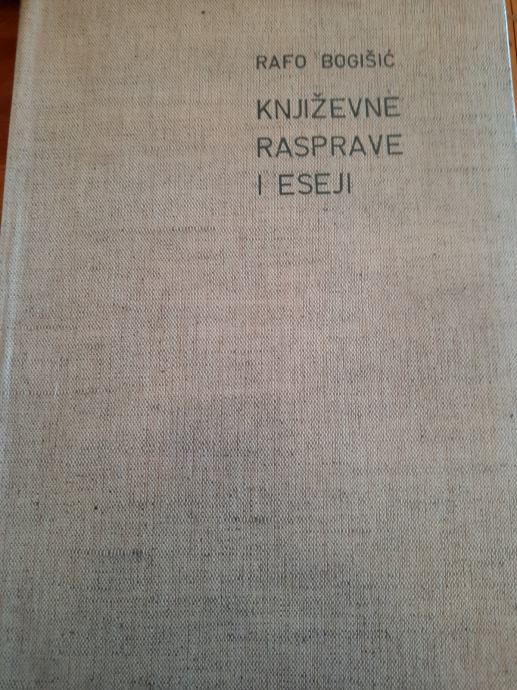 RAFO BOGIŠIĆ
KNJIŽEVNE
RASPRAVE
I ESEJI